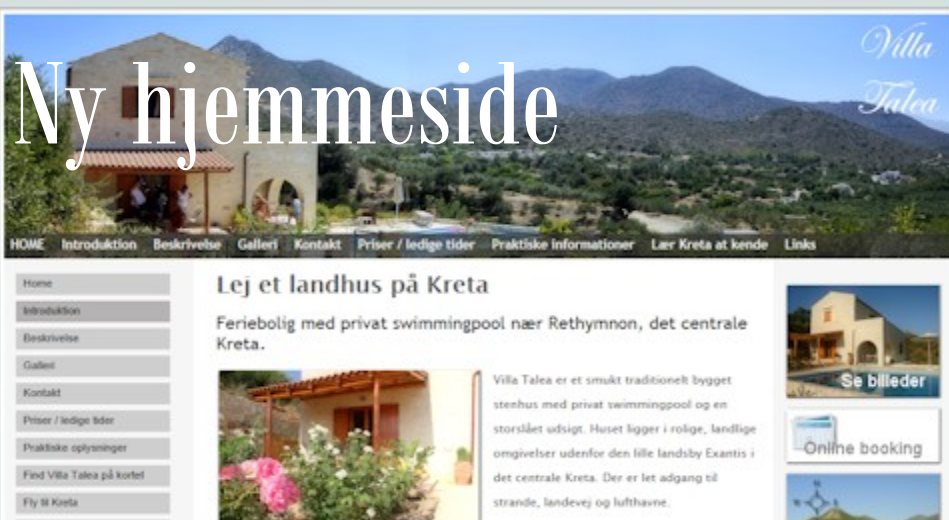 Villa
Talea
Ny hjemmeside
HOME Introduktion Beskrivelse Galleri Kontakt Priser / ledige tider Praktiske informationer Lær Kreta at kende Links
Home
Introduktion
Beskrivelse
Galleri
Kontakt
Priser / ledige tider
Praktiske oplysninger
Find Villa Talea på kortet
Fly til Kreta
Lej et landhus på Kreta
Feriebolig med privat swimmingpool nær Rethymnon, det centrale
Kreta.
Villa Talea er et smukt traditionelt bygget
stenhus med privat swimmingpool og en
storslået udsigt. Huset ligger i rolige, landlige
omgivelser udenfor den lille landsby Exantis i
det centrale Kreta. Der er let adgang til
strande, landevej og lufthavne.
Se billeder
Online booking